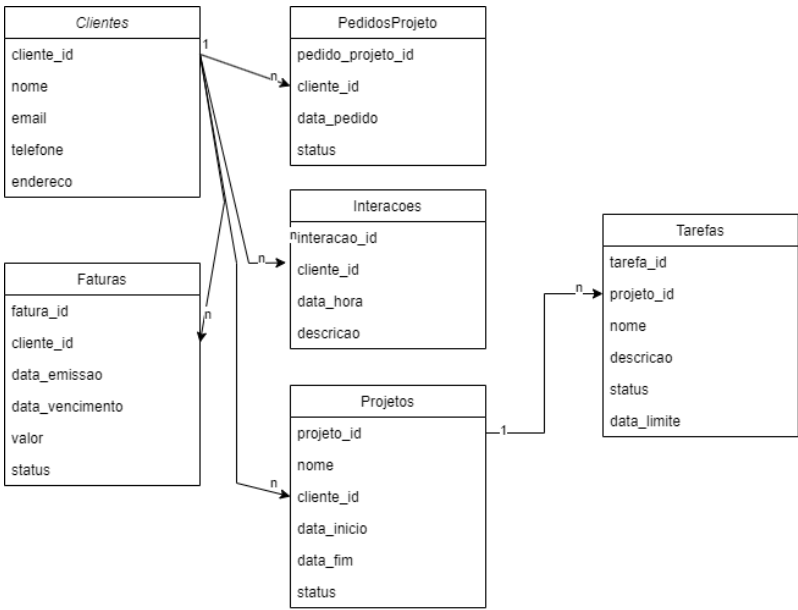 Clientes
cliente_id
nome
email
telefone
endereco
1
n
PedidosProjeto
pedido_projeto_id
cliente_id
data_pedido
status
Interacoes
n
interacao_id
n
cliente_id
data_hora
descricao
Faturas
fatura_id
n
cliente_id
data_emissao
data_vencimento
valor
status
Projetos
projeto_id
nome
n
cliente_id
data_inicio
data_fim
status
1
n
Tarefas
tarefa_id
projeto_id
nome
descricao
status
data_limite